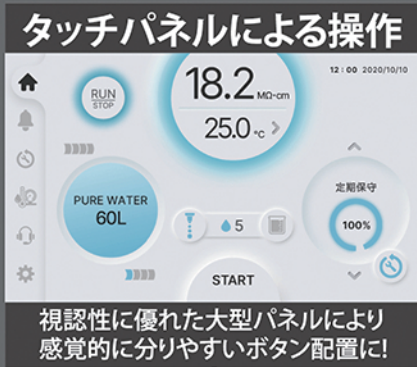 タッチパネルによる操作
12:00 2020/10/10
RUN
STOP
18.2 MΩ·cm
25.0 ℃
PURE WATER
60L
5
定期保守
100%
START
視認性に優れた大型パネルにより
感覚的に分りやすいボタン配置に!